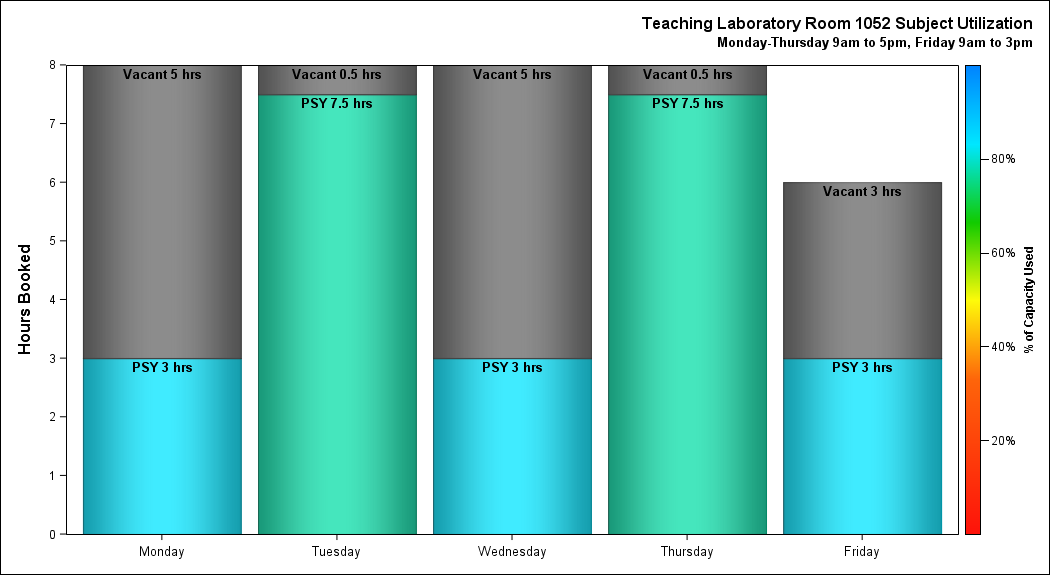 Teaching Laboratory Room 1052 Subject Utilization
Monday-Thursday 9am to 5pm, Friday 9am to 3pm
Hours Booked
8
7
6
5
4
3
2
1
0
Vacant 5 hrs
PSY 3 hrs
Vacant 0.5 hrs
PSY 7.5 hrs
Vacant 5 hrs
PSY 3 hrs
Vacant 0.5 hrs
PSY 7.5 hrs
Vacant 3 hrs
PSY 3 hrs
Monday
Tuesday
Wednesday
Thursday
Friday
80%
60%
40%
20%
% of Capacity Used